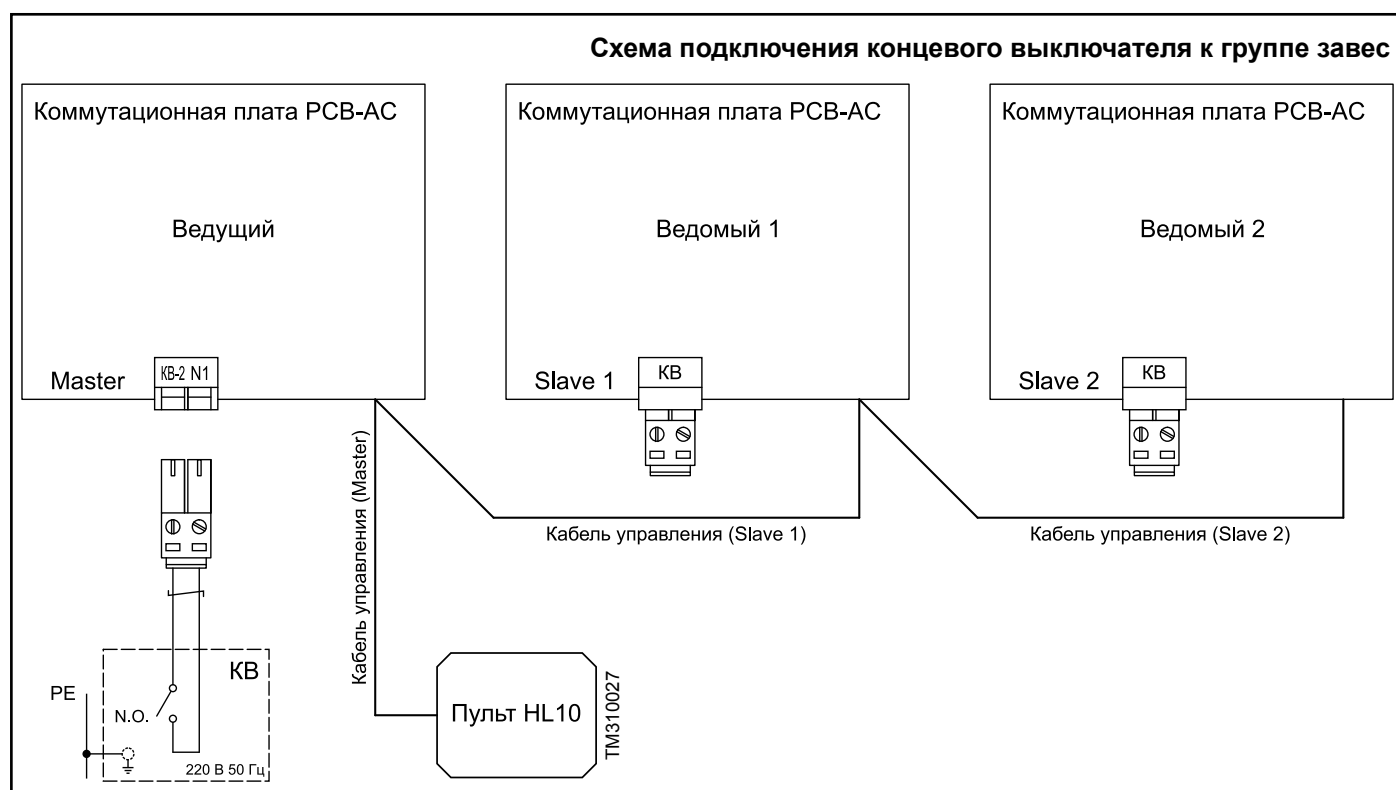 Схема подключения концевого выключателя к группе завес
Коммутационная плата PCB-AC
Ведущий
Master
КВ-2 N1
Коммутационная плата PCB-AC
Ведомый 1
Slave 1
КВ
Коммутационная плата PCB-AC
Ведомый 2
Slave 2
КВ
Кабель управления (Master)
Кабель управления (Slave 1)
Кабель управления (Slave 2)
КВ
PE
N.O.
220 В 50 Гц
Пульт HL10
TM310027